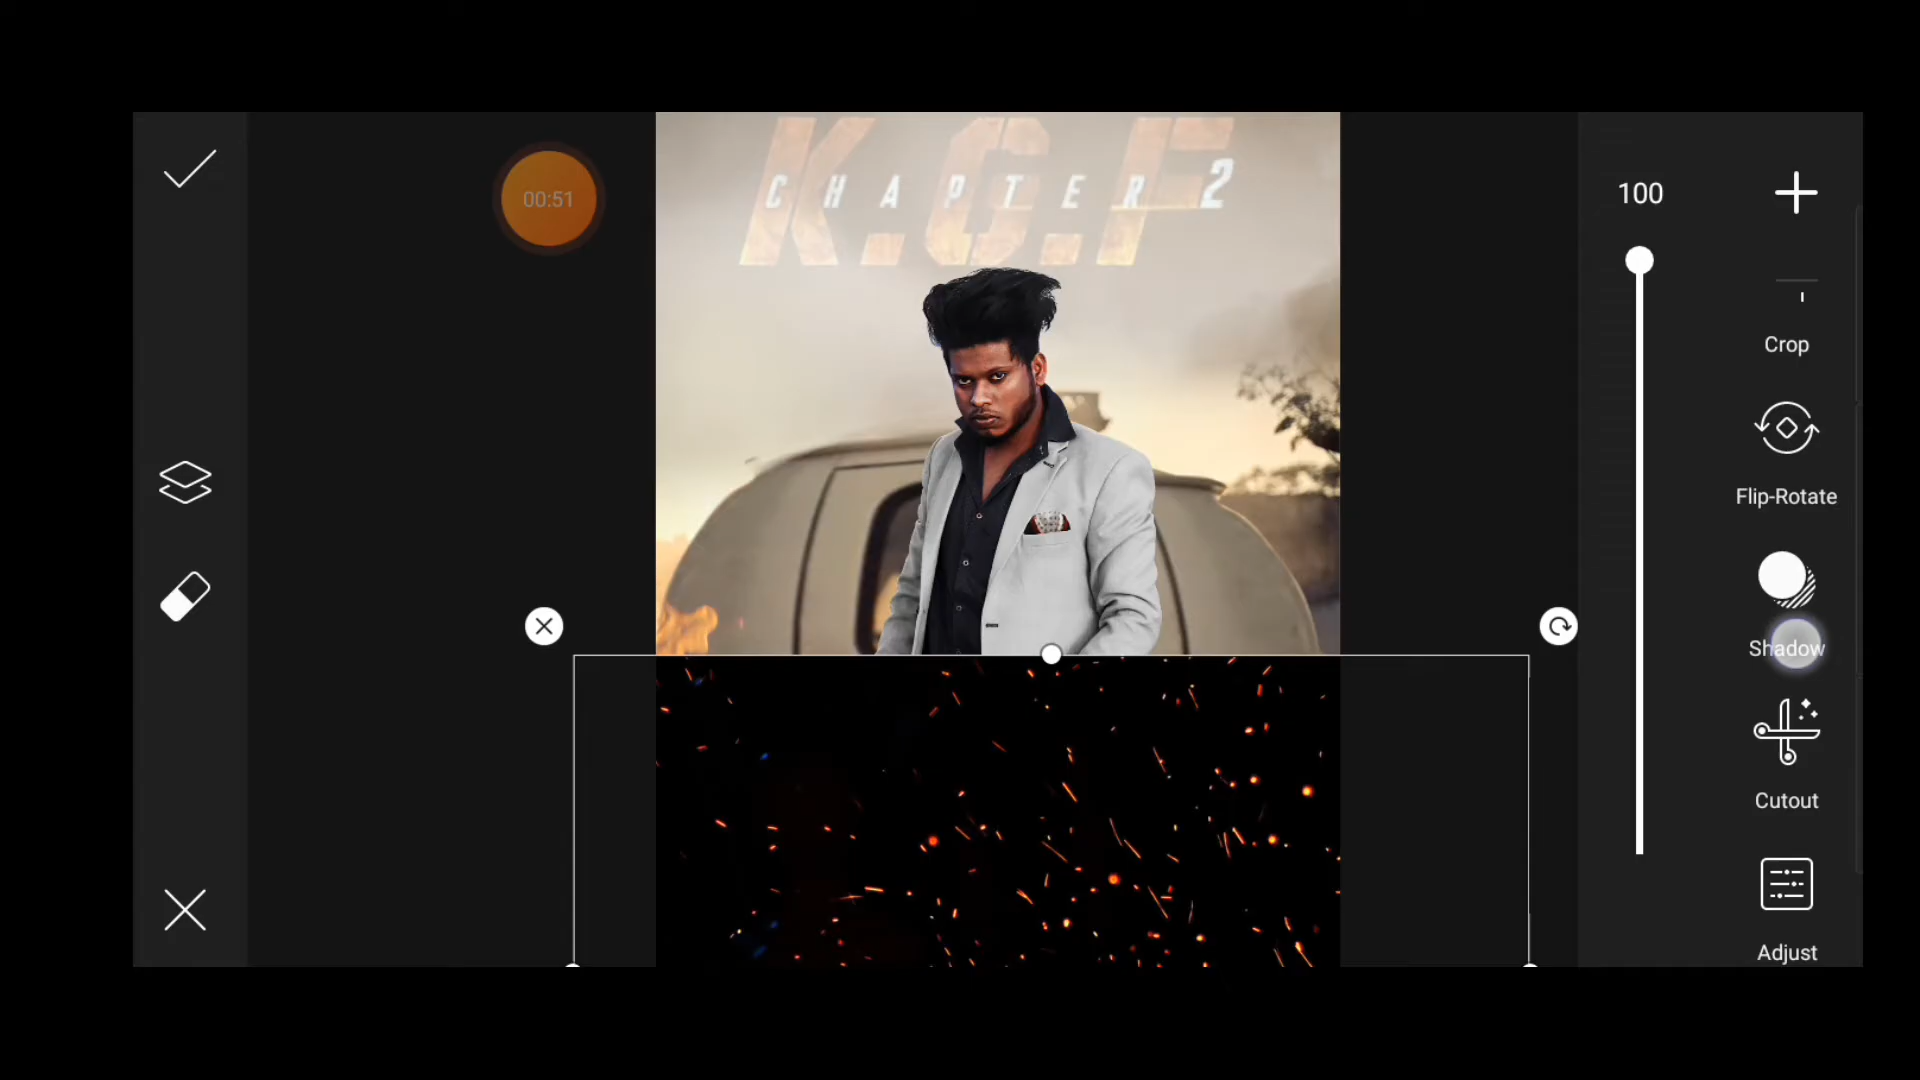 K.G.F
CHAPTER 2
00:51
100
Crop
Flip-Rotate
Shadow
Cutout
Adjust